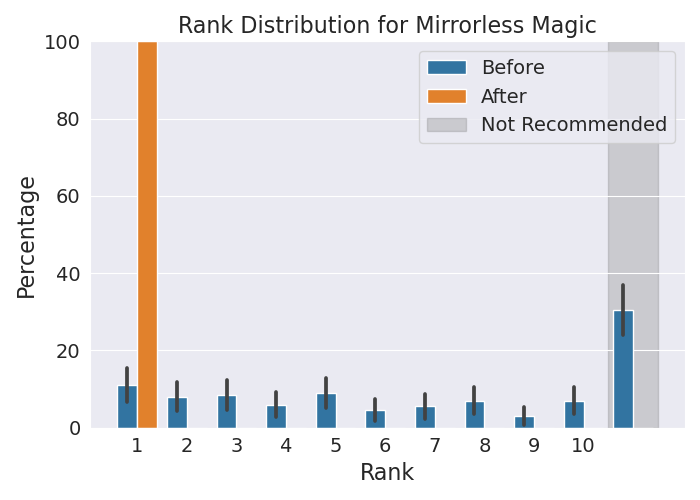 Rank Distribution for Mirrorless Magic
100
80
60
40
20
0
Percentage
Before
After
Not Recommended
1 2 3 4 5 6 7 8 9 10
Rank